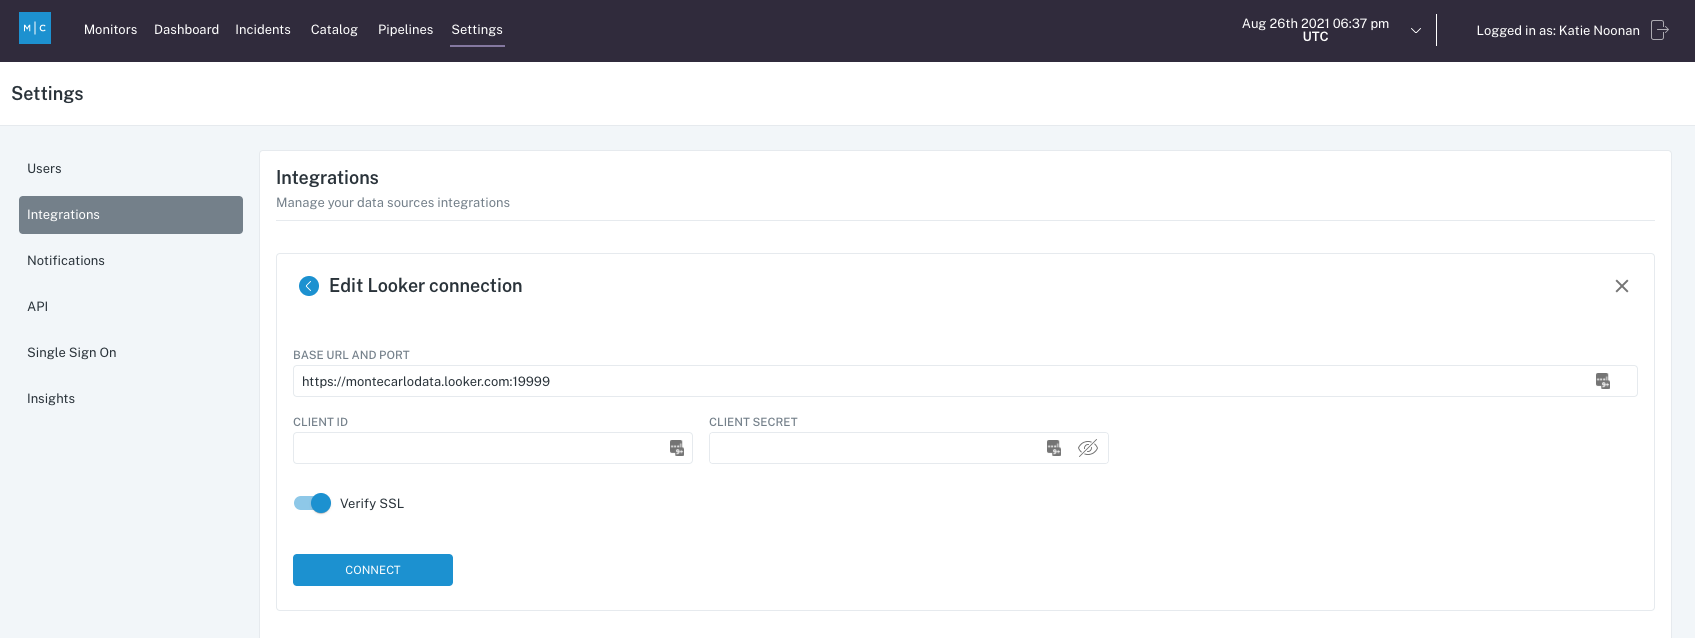 M|C
Monitors Dashboard Incidents Catalog Pipelines Settings
Aug 26th 2021 06:37 pm
UTC
Logged in as: Katie Noonan
Settings
Users
Integrations
Notifications
API
Single Sign On
Insights
Integrations
Manage your data sources integrations
Edit Looker connection
BASE URL AND PORT
https://montecarlodata.looker.com:19999
CLIENT ID
CLIENT SECRET
Verify SSL
CONNECT